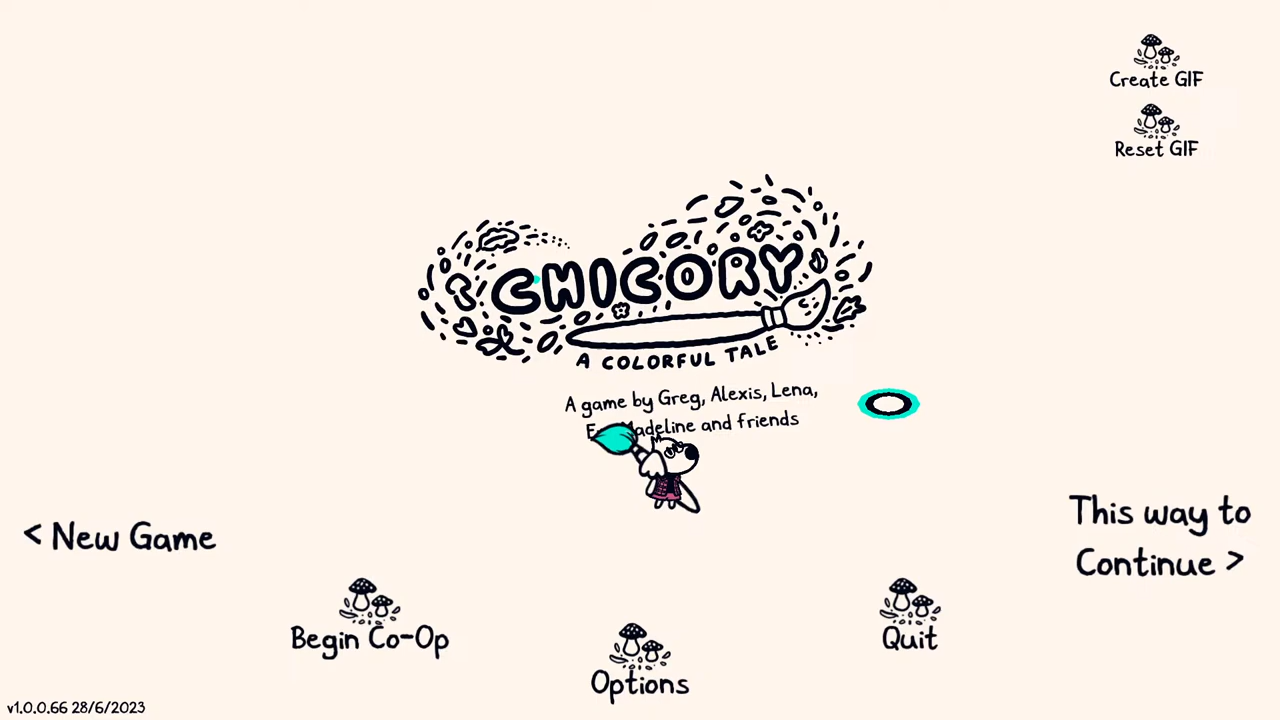 Create GIF
Reset GIF
CHICORY
A COLORFUL TALE
A game by Greg, Alexis, Lena,
Madeline and friends
< New Game
This way to
Continue >
Begin Co-Op
Quit
Options
v1.0.0.66 28/6/2023